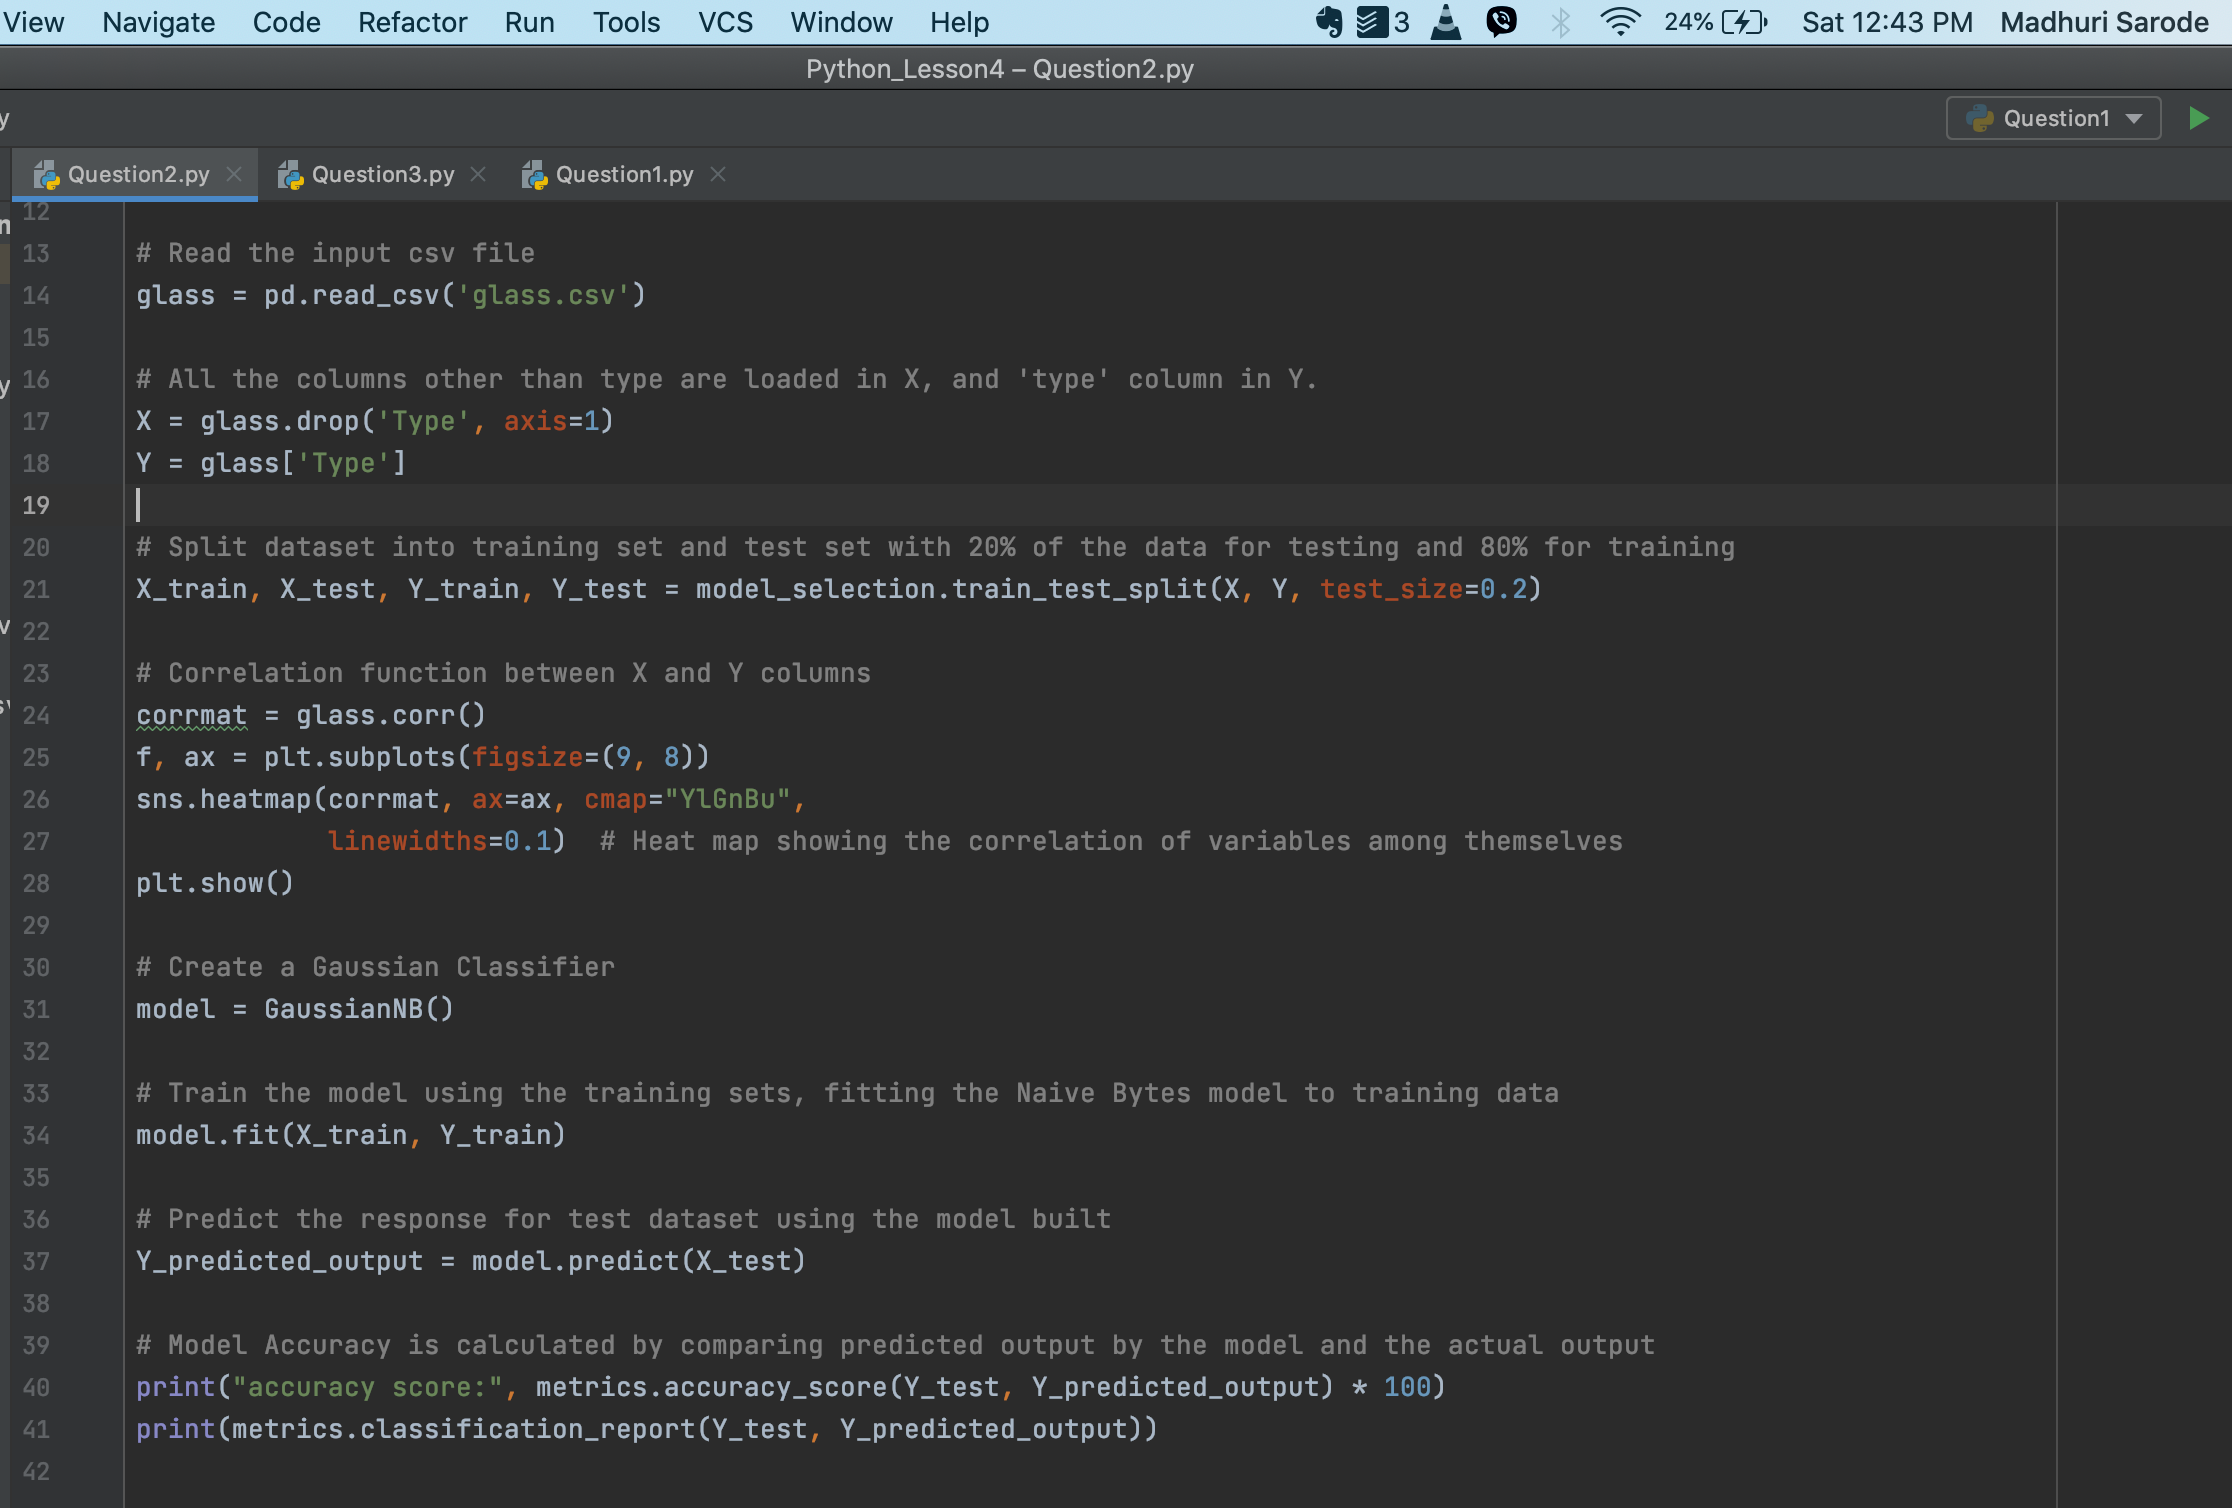 View Navigate Code Refactor Run Tools VCS Window Help 3 24% Sat 12:43 PM Madhuri Sarode
Python_Lesson4 – Question2.py
y Question1
Question2.py Question3.py Question1.py
12
13 # Read the input csv file
14 glass = pd.read_csv('glass.csv')
15
16 # All the columns other than type are loaded in X, and 'type' column in Y.
17 X = glass.drop('Type', axis=1)
18 Y = glass['Type']
19
20 # Split dataset into training set and test set with 20% of the data for testing and 80% for training
21 X_train, X_test, Y_train, Y_test = model_selection.train_test_split(X, Y, test_size=0.2)
22
23 # Correlation function between X and Y columns
24 corrmat = glass.corr()
25 f, ax = plt.subplots(figsize=(9, 8))
26 sns.heatmap(corrmat, ax=ax, cmap="YlGnBu",
27 linewidths=0.1)  # Heat map showing the correlation of variables among themselves
28 plt.show()
29
30 # Create a Gaussian Classifier
31 model = GaussianNB()
32
33 # Train the model using the training sets, fitting the Naive Bytes model to training data
34 model.fit(X_train, Y_train)
35
36 # Predict the response for test dataset using the model built
37 Y_predicted_output = model.predict(X_test)
38
39 # Model Accuracy is calculated by comparing predicted output by the model and the actual output
40 print("accuracy score:", metrics.accuracy_score(Y_test, Y_predicted_output) * 100)
41 print(metrics.classification_report(Y_test, Y_predicted_output))
42